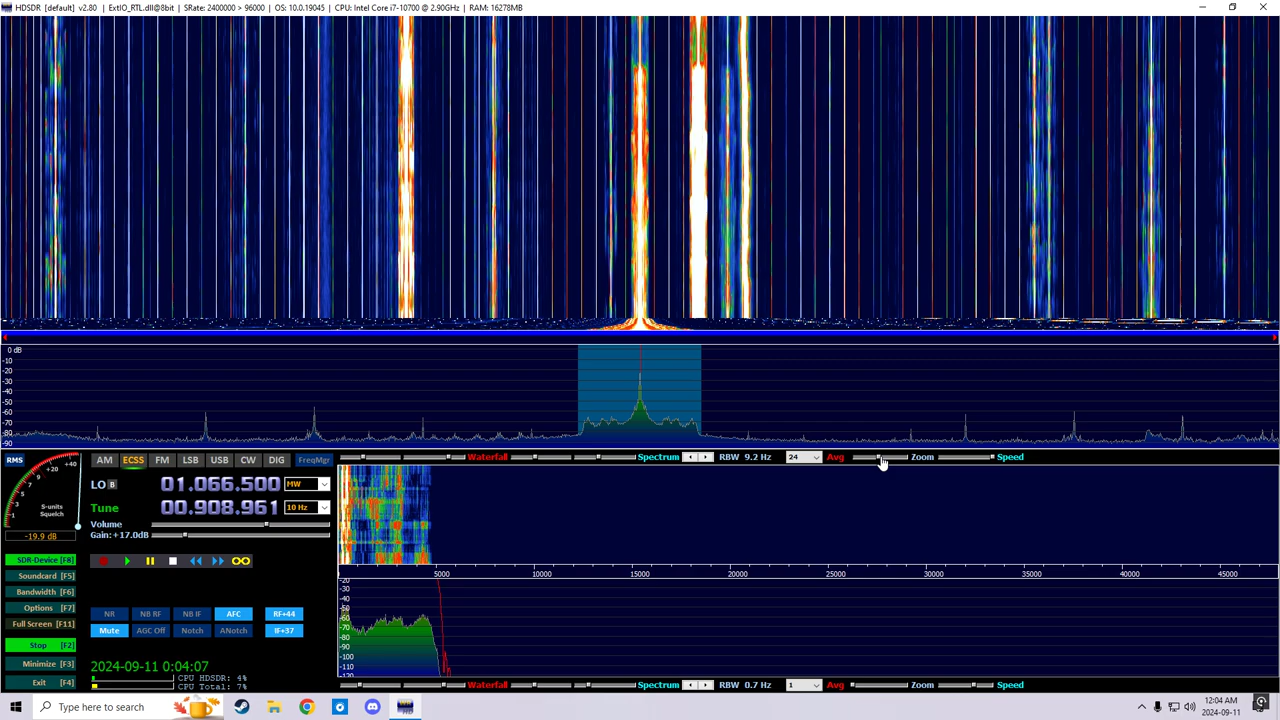 HDSDR [default] v2.80 | ExtIO_RTL.dll@8bit | SRate: 2400000 > 96000 | OS: 10.0.19045 | CPU: Intel Core i7-10700 @ 2.90GHz | RAM: 16278MB
0 dB
-10
-20
-30
-40
-50
-60
-70
-80
-90
RMS
+20 +40
9
7
5
3
1
S-units
Squelch
-19.9 dB
AM ECSS FM LSB USB CW DIG FreqMgr
Waterfall Spectrum RBW 9.2 Hz 24 Avg Zoom Speed
LO B 01.066.500 MW
Tune 00.908.961 10 Hz
Volume
Gain: +17.0dB
SDR-Device [F8]
Soundcard [F5]
Bandwidth [F6]
Options [F7]
Full Screen [F11]
Stop [F2]
Minimize [F3]
Exit [F4]
NR NB RF NB IF AFC RF+44
Mute AGC Off Notch ANotch IF+37
2024-09-11 0:04:07
CPU HDSDR: 4%
CPU Total: 7%
5000 10000 15000 20000 25000 30000 35000 40000 45000
-20
-30
-40
-50
-60
-70
-80
-90
-100
-110
-120
Waterfall Spectrum RBW 0.7 Hz 1 Avg Zoom Speed
Type here to search
12:04 AM
2024-09-11